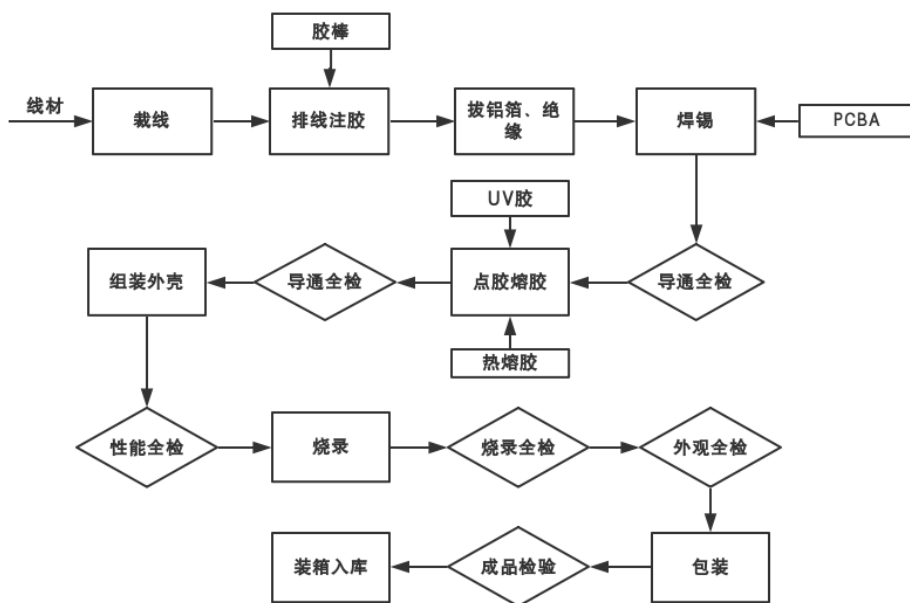 胶棒
线材
裁线
排线注胶
拔铝箔、绝
缘
焊锡
PCBA
UV胶
组装外壳
导通全检
点胶熔胶
导通全检
热熔胶
性能全检
烧录
烧录全检
外观全检
装箱入库
成品检验
包装